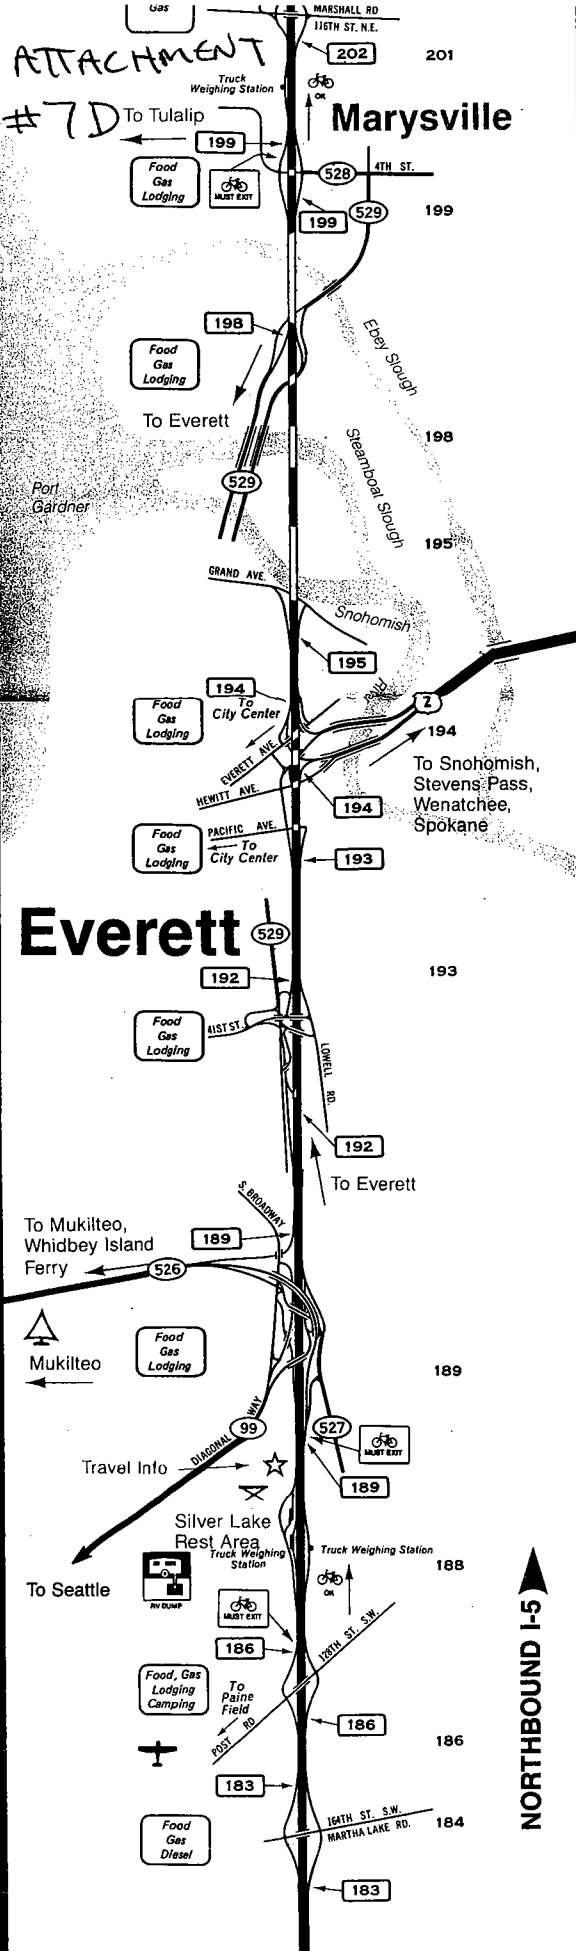 Gas
MARSHALL RD
116TH ST. N.E.
ATTACHMENT
#7D
202
201
Truck
Weighing Station
OK
To Tulalip
Marysville
199
Food
Gas
Lodging
MUST EXIT
528
4TH ST.
529
199
199
198
Food
Gas
Lodging
Ebey Slough
To Everett
198
Steamboat Slough
529
Port
Gardner
195
GRAND AVE.
Snohomish
River
195
194
To
City Center
Food
Gas
Lodging
2
194
EVERETT AVE.
To Snohomish,
Stevens Pass,
Wenatchee,
Spokane
HEWITT AVE.
194
PACIFIC AVE.
Food
Gas
Lodging
To
City Center
193
Everett
529
192
193
Food
Gas
Lodging
41ST ST.
LOWELL RD.
192
To Everett
S. BROADWAY
To Mukilteo,
Whidbey Island
Ferry
189
526
Mukilteo
Food
Gas
Lodging
189
DIAGONAL WAY
99
527
MUST EXIT
Travel Info
189
Silver Lake
Rest Area
Truck Weighing
Station
Truck Weighing Station
188
RV DUMP
To Seattle
OK
MUST EXIT
186
128TH ST. S.W.
Food, Gas
Lodging
Camping
To
Paine
Field
POST RD
186
186
183
164TH ST. S.W.
MARTHA LAKE RD.
184
Food
Gas
Diesel
183
NORTHBOUND I-5